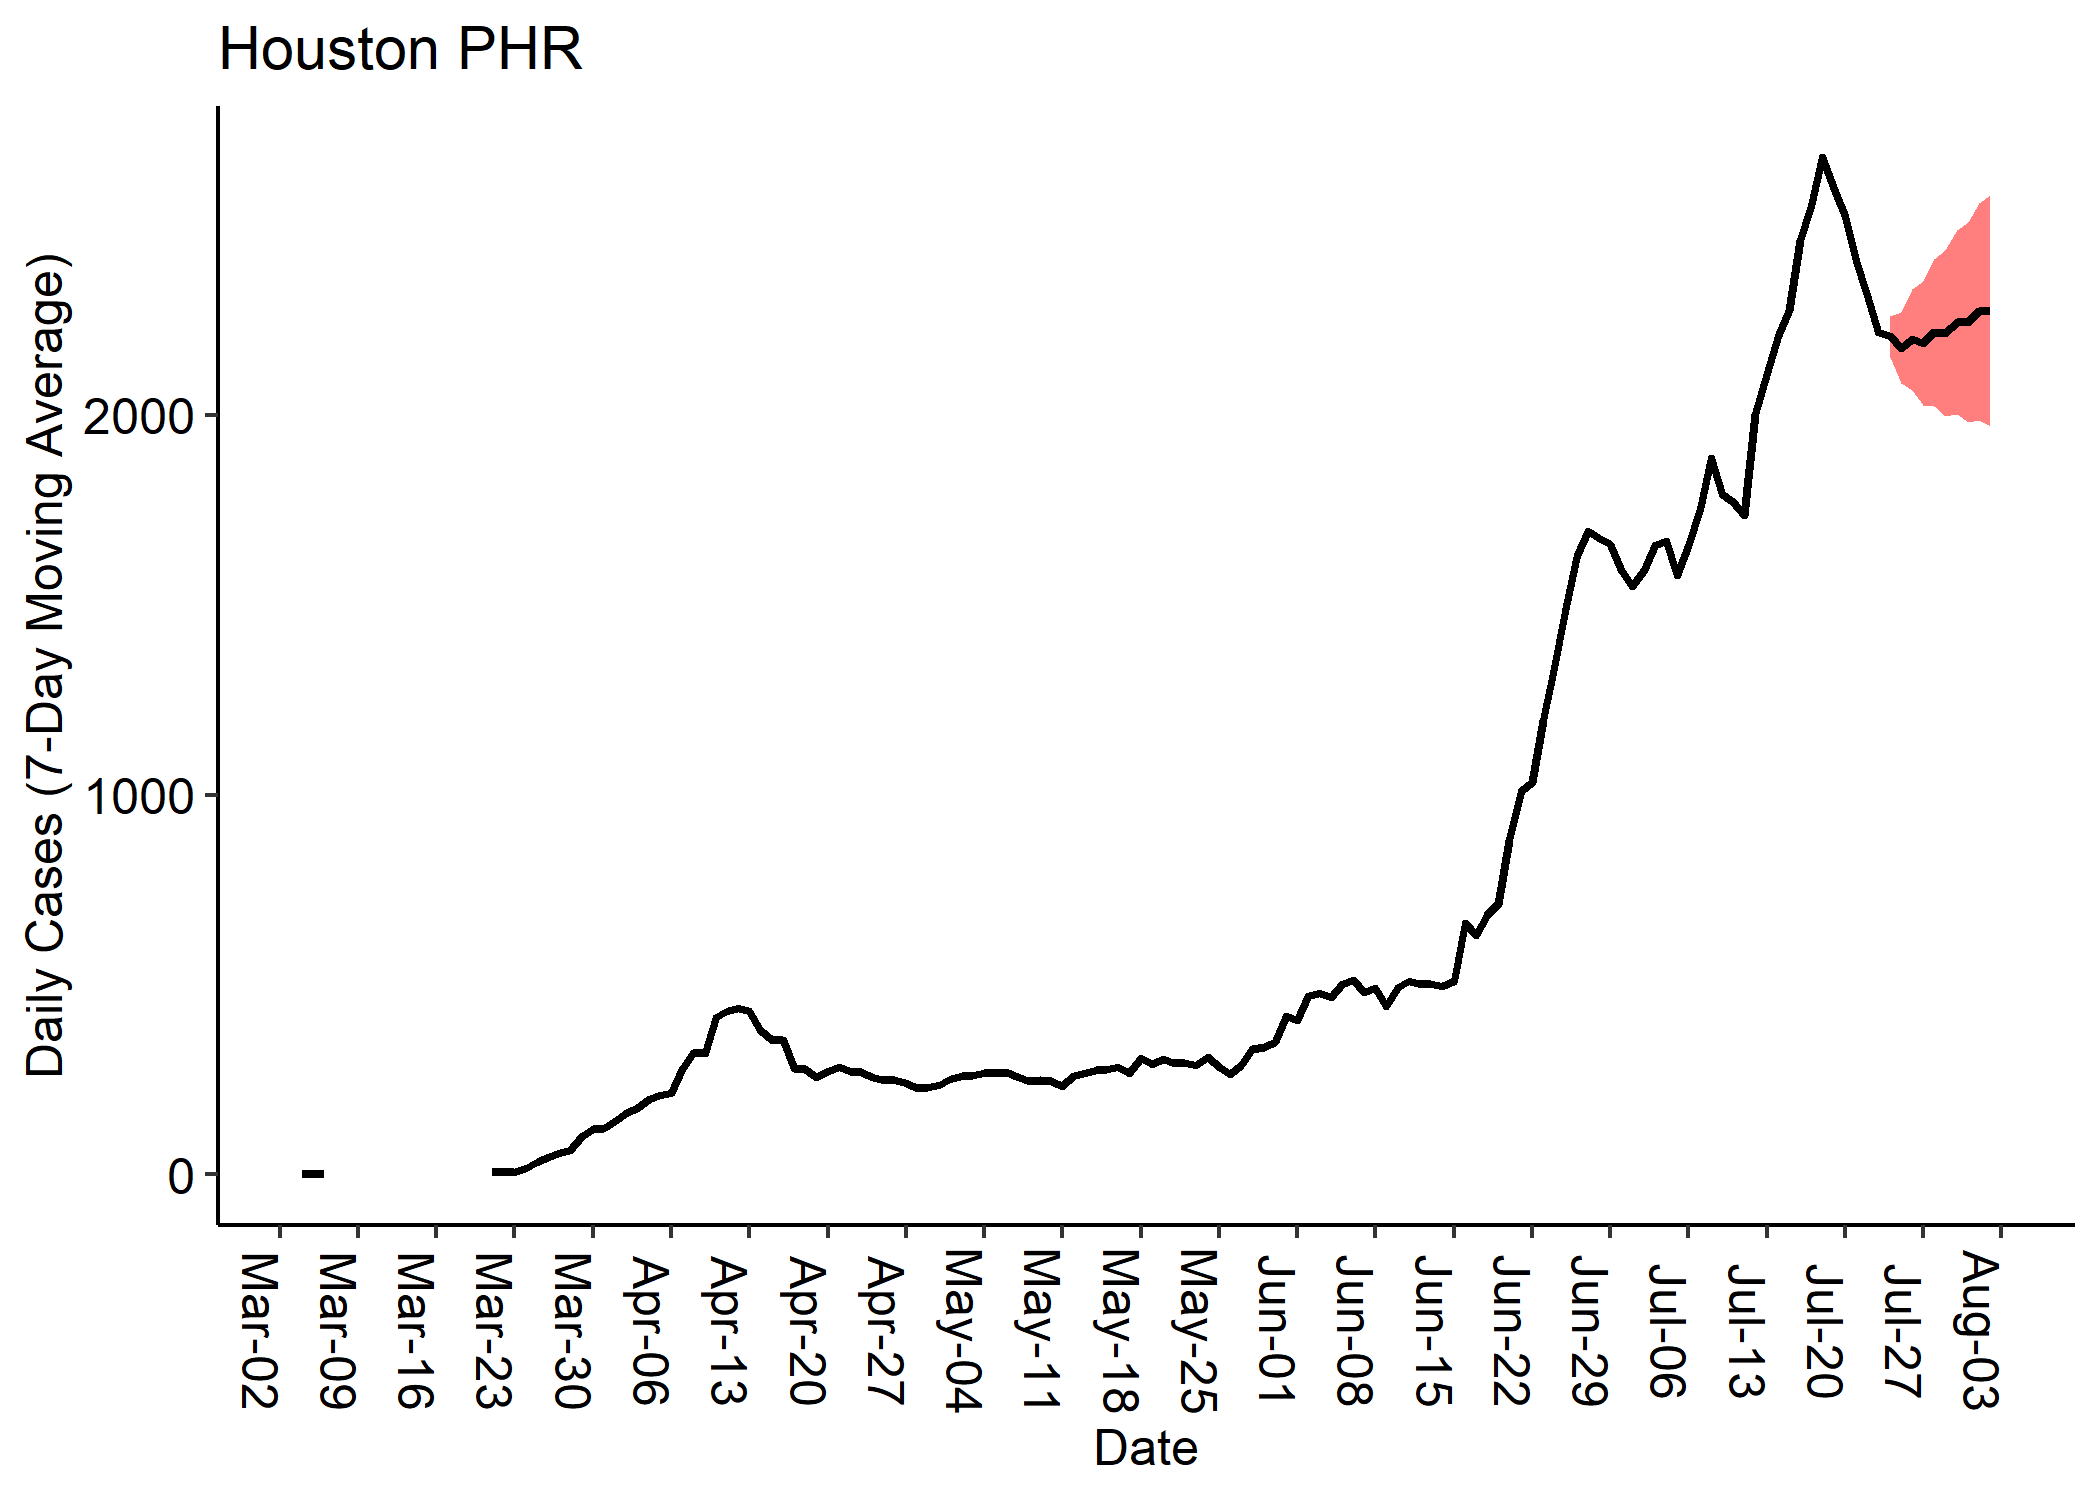 Houston PHR
Daily Cases (7-Day Moving Average)
2000
1000
0
Mar-02
Mar-09
Mar-16
Mar-23
Mar-30
Apr-06
Apr-13
Apr-20
Apr-27
May-04
May-11
May-18
May-25
Jun-01
Jun-08
Jun-15
Jun-22
Jun-29
Jul-06
Jul-13
Jul-20
Jul-27
Aug-03
Date